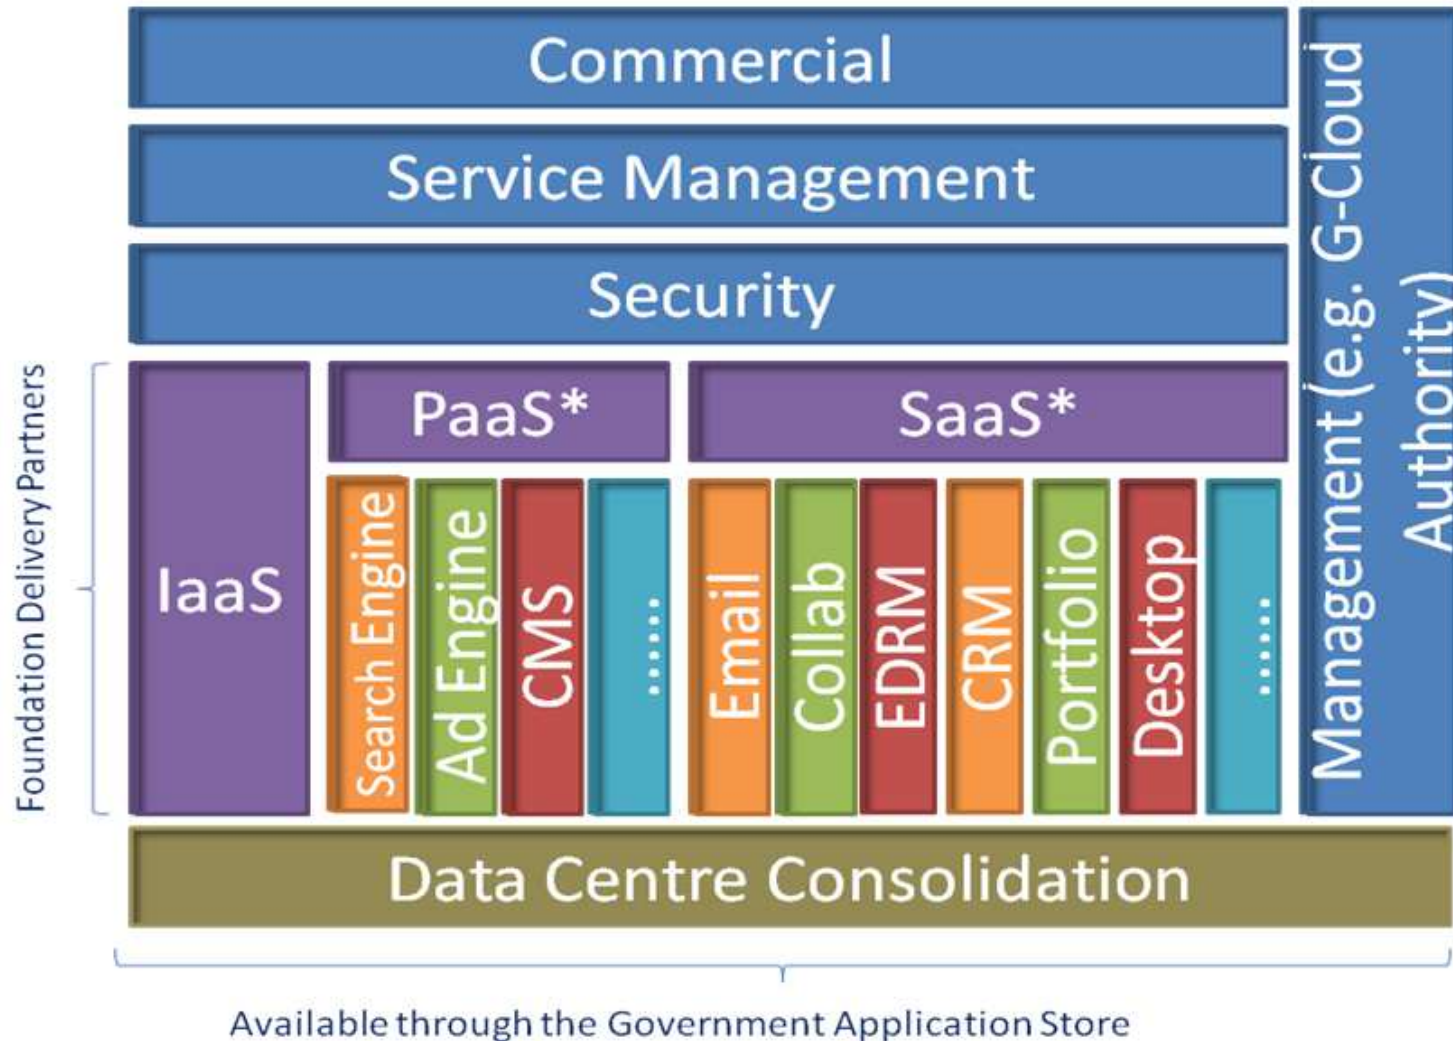 Commercial
Service Management
Security
Management (e.g. G-Cloud
Authority)
Foundation Delivery Partners
IaaS
PaaS*
SaaS*
Search Engine
Ad Engine
CMS
......
Email
Collab
EDRM
CRM
Portfolio
Desktop
......
Data Centre Consolidation
Available through the Government Application Store